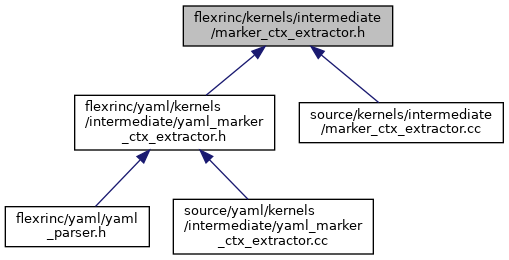 flexrinc/kernels/intermediate
/marker_ctx_extractor.h
flexrinc/yaml/kernels
/intermediate/yaml_marker
_ctx_extractor.h
source/kernels/intermediate
/marker_ctx_extractor.cc
flexrinc/yaml/yaml
_parser.h
source/yaml/kernels
/intermediate/yaml_marker
_ctx_extractor.cc